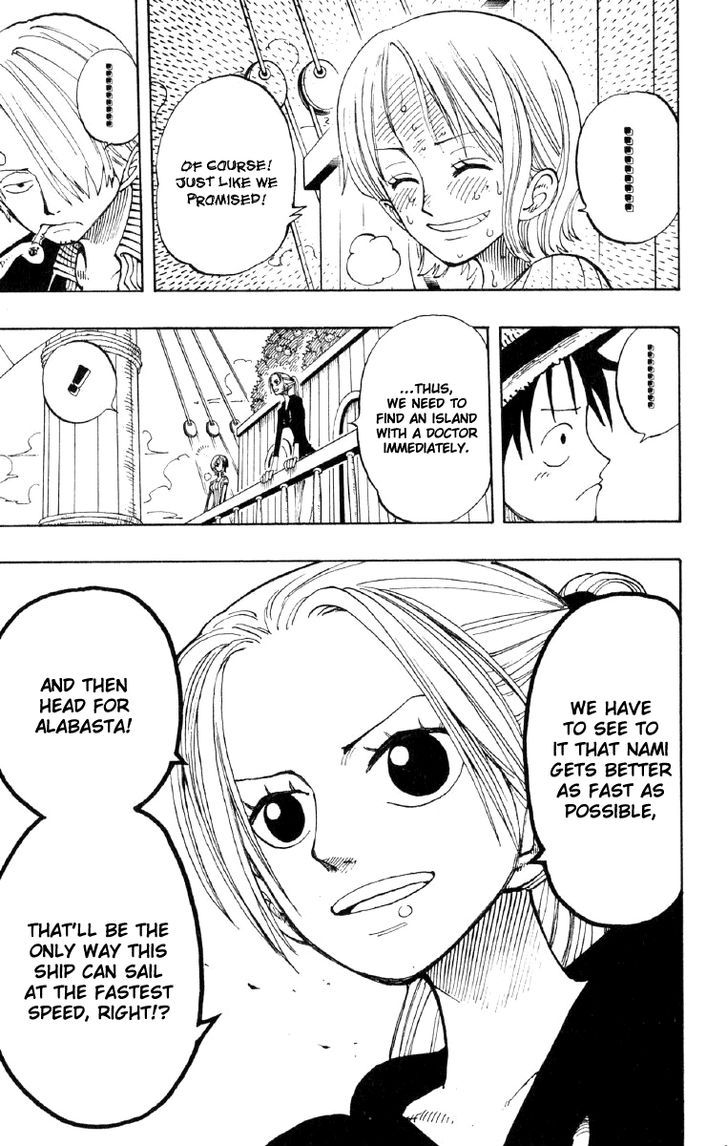 .........
OF COURSE!
JUST LIKE WE
PROMISED!
........
.........
...THUS,
WE NEED TO
FIND AN ISLAND
WITH A DOCTOR
IMMEDIATELY.
!
WE HAVE
TO SEE TO
IT THAT NAMI
GETS BETTER
AS FAST AS
POSSIBLE,
AND THEN
HEAD FOR
ALABASTA!
THAT'LL BE THE
ONLY WAY THIS
SHIP CAN SAIL
AT THE FASTEST
SPEED, RIGHT!?